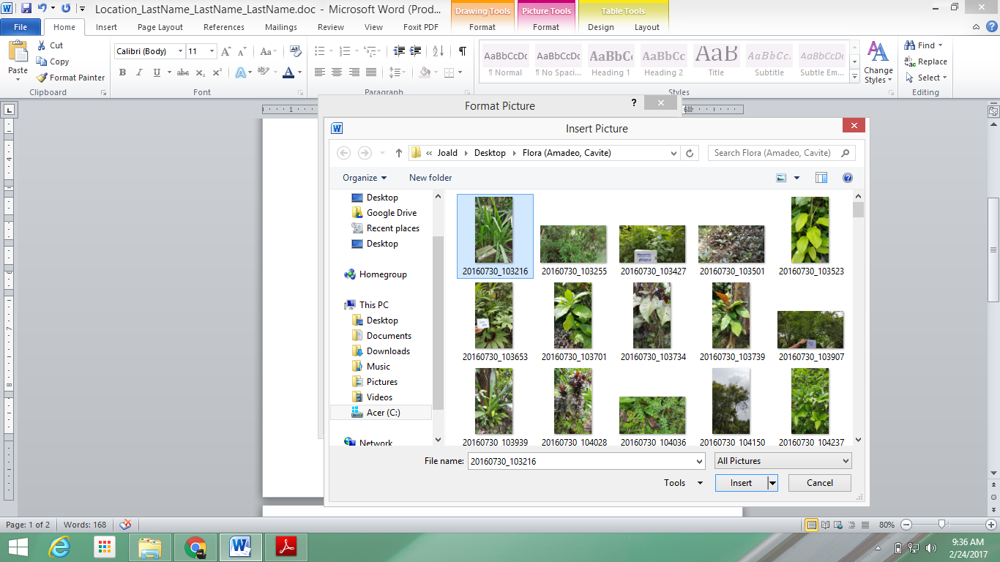 Location_LastName_LastName_LastName.doc - Microsoft Word (Prod...
Drawing Tools
Picture Tools
Table Tools
File
Home
Insert
Page Layout
References
Mailings
Review
View
Foxit PDF
Format
Format
Design
Layout
Paste
Cut
Copy
Format Painter
Clipboard
Calibri (Body)
11
Font
Paragraph
AaBbCcDc
¶ Normal
AaBbCcDc
¶ No Spaci...
AaBbCc
Heading 1
AaBbCc
Heading 2
AaB
Title
AaBbCc.
Subtitle
AaBbCcDc
Subtle Em...
Change
Styles
Styles
Find
Replace
Select
Editing
Format Picture
Insert Picture
Joald
Desktop
Flora (Amadeo, Cavite)
Search Flora (Amadeo, Cavite)
Organize
New folder
Desktop
Google Drive
Recent places
Desktop
Homegroup
This PC
Desktop
Documents
Downloads
Music
Pictures
Videos
Acer (C:)
Network
20160730_103216
20160730_103255
20160730_103427
20160730_103501
20160730_103523
20160730_103653
20160730_103701
20160730_103734
20160730_103739
20160730_103907
20160730_103939
20160730_104028
20160730_104036
20160730_104150
20160730_104237
File name:
20160730_103216
All Pictures
Tools
Insert
Cancel
Page: 1 of 2
Words: 168
80%
9:36 AM
2/24/2017